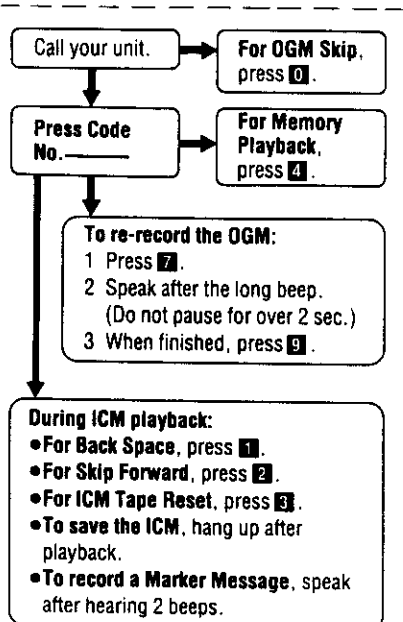 Call your unit.
For OGM Skip,
press 0.
Press Code
No.
For Memory
Playback,
press 4.
To re-record the OGM:
1 Press 7.
2 Speak after the long beep.
(Do not pause for over 2 sec.)
3 When finished, press 9.
During ICM playback:
●For Back Space, press 1.
●For Skip Forward, press 2.
●For ICM Tape Reset, press 3.
●To save the ICM, hang up after
playback.
●To record a Marker Message, speak
after hearing 2 beeps.